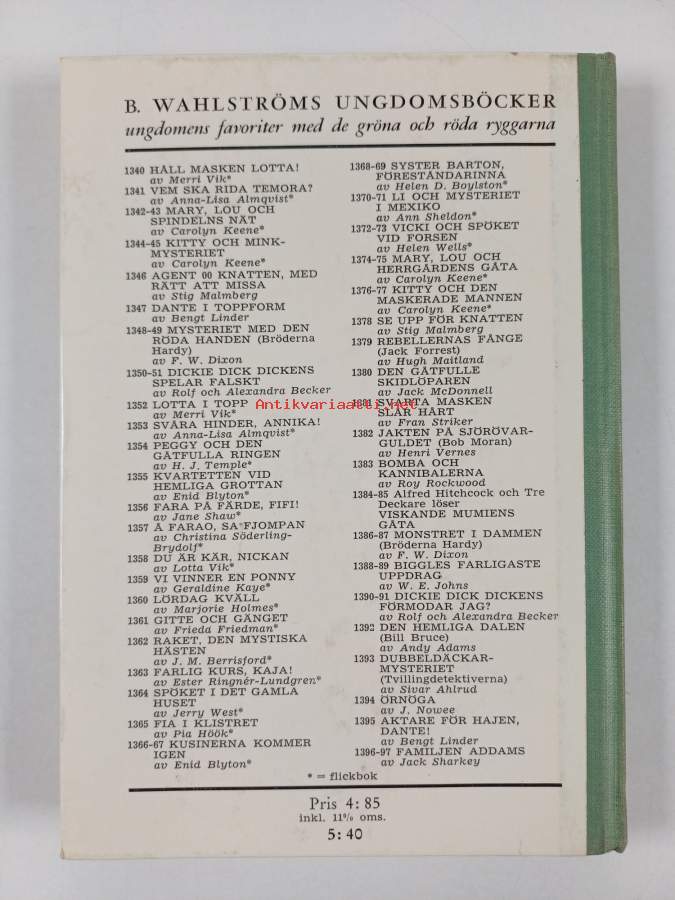 B. WAHLSTRÖMS UNGDOMSBÖCKER
ungdomens favoriter med de gröna och röda ryggarna
1340 HÅLL MASKEN LOTTA!
av Merri Vik*
1341 VEM SKA RIDA TEMORA?
av Anna-Lisa Almqvist*
1342-43 MARY, LOU OCH
SPINDELNS NÄT
av Carolyn Keene*
1344-45 KITTY OCH MINK-
MYSTERIET
av Carolyn Keene*
1346 AGENT 00 KNATTEN, MED
RÄTT ATT MISSA
av Stig Malmberg
1347 DANTE I TOPPFORM
av Bengt Linder
1348-49 MYSTERIET MED DEN
RÖDA HANDEN (Bröderna
Hardy)
av F. W. Dixon
1350-51 DICKIE DICK DICKENS
SPELAR FALSKT
av Rolf och Alexandra Becker
1352 LOTTA I TOPP
av Merri Vik*
1353 SVÅRA HINDER, ANNIKA!
av Anna-Lisa Almqvist*
1354 PEGGY OCH DEN
GÅTFULLA RINGEN
av H. J. Temple*
1355 KVARTETTEN VID
HEMLIGA GROTTAN
av Enid Blyton*
1356 FARA PÅ FÄRDE, FIFI!
av Jane Shaw*
1357 Å FARAO, SA FJOMPAN
av Christina Söderling-
Brydolf*
1358 DU ÄR KÄR, NICKAN
av Lotta Vik*
1359 VI VINNER EN PONNY
av Geraldine Kaye*
1360 LÖRDAG KVÄLL
av Marjorie Holmes*
1361 GITTE OCH GÄNGET
av Frieda Friedman*
1362 RAKET, DEN MYSTISKA
HÄSTEN
av J. M. Berrisford*
1363 FARLIG KURS, KAJA!
av Ester Ringnér-Lundgren*
1364 SPÖKET I DET GAMLA
HUSET
av Jerry West*
1365 FIA I KLISTRET
av Pia Höök*
1366-67 KUSINERNA KOMMER
IGEN
av Enid Blyton*
1368-69 SYSTER BARTON,
FÖRESTÅNDARINNA
av Helen D. Boylston*
1370-71 LI OCH MYSTERIET
I MEXIKO
av Ann Sheldon*
1372-73 VICKI OCH SPÖKET
VID FORSEN
av Helen Wells*
1374-75 MARY, LOU OCH
HERRGÅRDENS GÅTA
av Carolyn Keene*
1376-77 KITTY OCH DEN
MASKERADE MANNEN
av Carolyn Keene*
1378 SE UPP FÖR KNATTEN
av Stig Malmberg
1379 REBELLERNAS FÅNGE
(Jack Forrest)
av Hugh Maitland
1380 DEN GÅTFULLE
SKIDLÖPAREN
av Jack McDonnell
1381 SVARTA MASKEN
SLÅR HÅRT
av Fran Striker
1382 JAKTEN PÅ SJÖRÖVAR-
GULDET (Bob Moran)
av Henri Vernes
1383 BOMBA OCH
KANNIBALERNA
av Roy Rockwood
1384-85 Alfred Hitchcock och Tre
Deckare löser
VISKANDE MUMIENS
GÅTA
1386-87 MONSTRET I DAMMEN
(Bröderna Hardy)
av F. W. Dixon
1388-89 BIGGLES FARLIGASTE
UPPDRAG
av W. E. Johns
1390-91 DICKIE DICK DICKENS
FÖRMODAR JAG?
av Rolf och Alexandra Becker
1392 DEN HEMLIGA DALEN
(Bill Bruce)
av Andy Adams
1393 DUBBELDÄCKAR-
MYSTERIET
(Tvillingdetektiverna)
av Sivar Ahlrud
1394 ÖRNÖGA
av J. Nowee
1395 AKTARE FÖR HAJEN,
DANTE!
av Bengt Linder
1396-97 FAMILJEN ADDAMS
av Jack Sharkey
* = flickbok
Pris 4:85
inkl. 11% oms.
5:40
Antikvariaatti.net